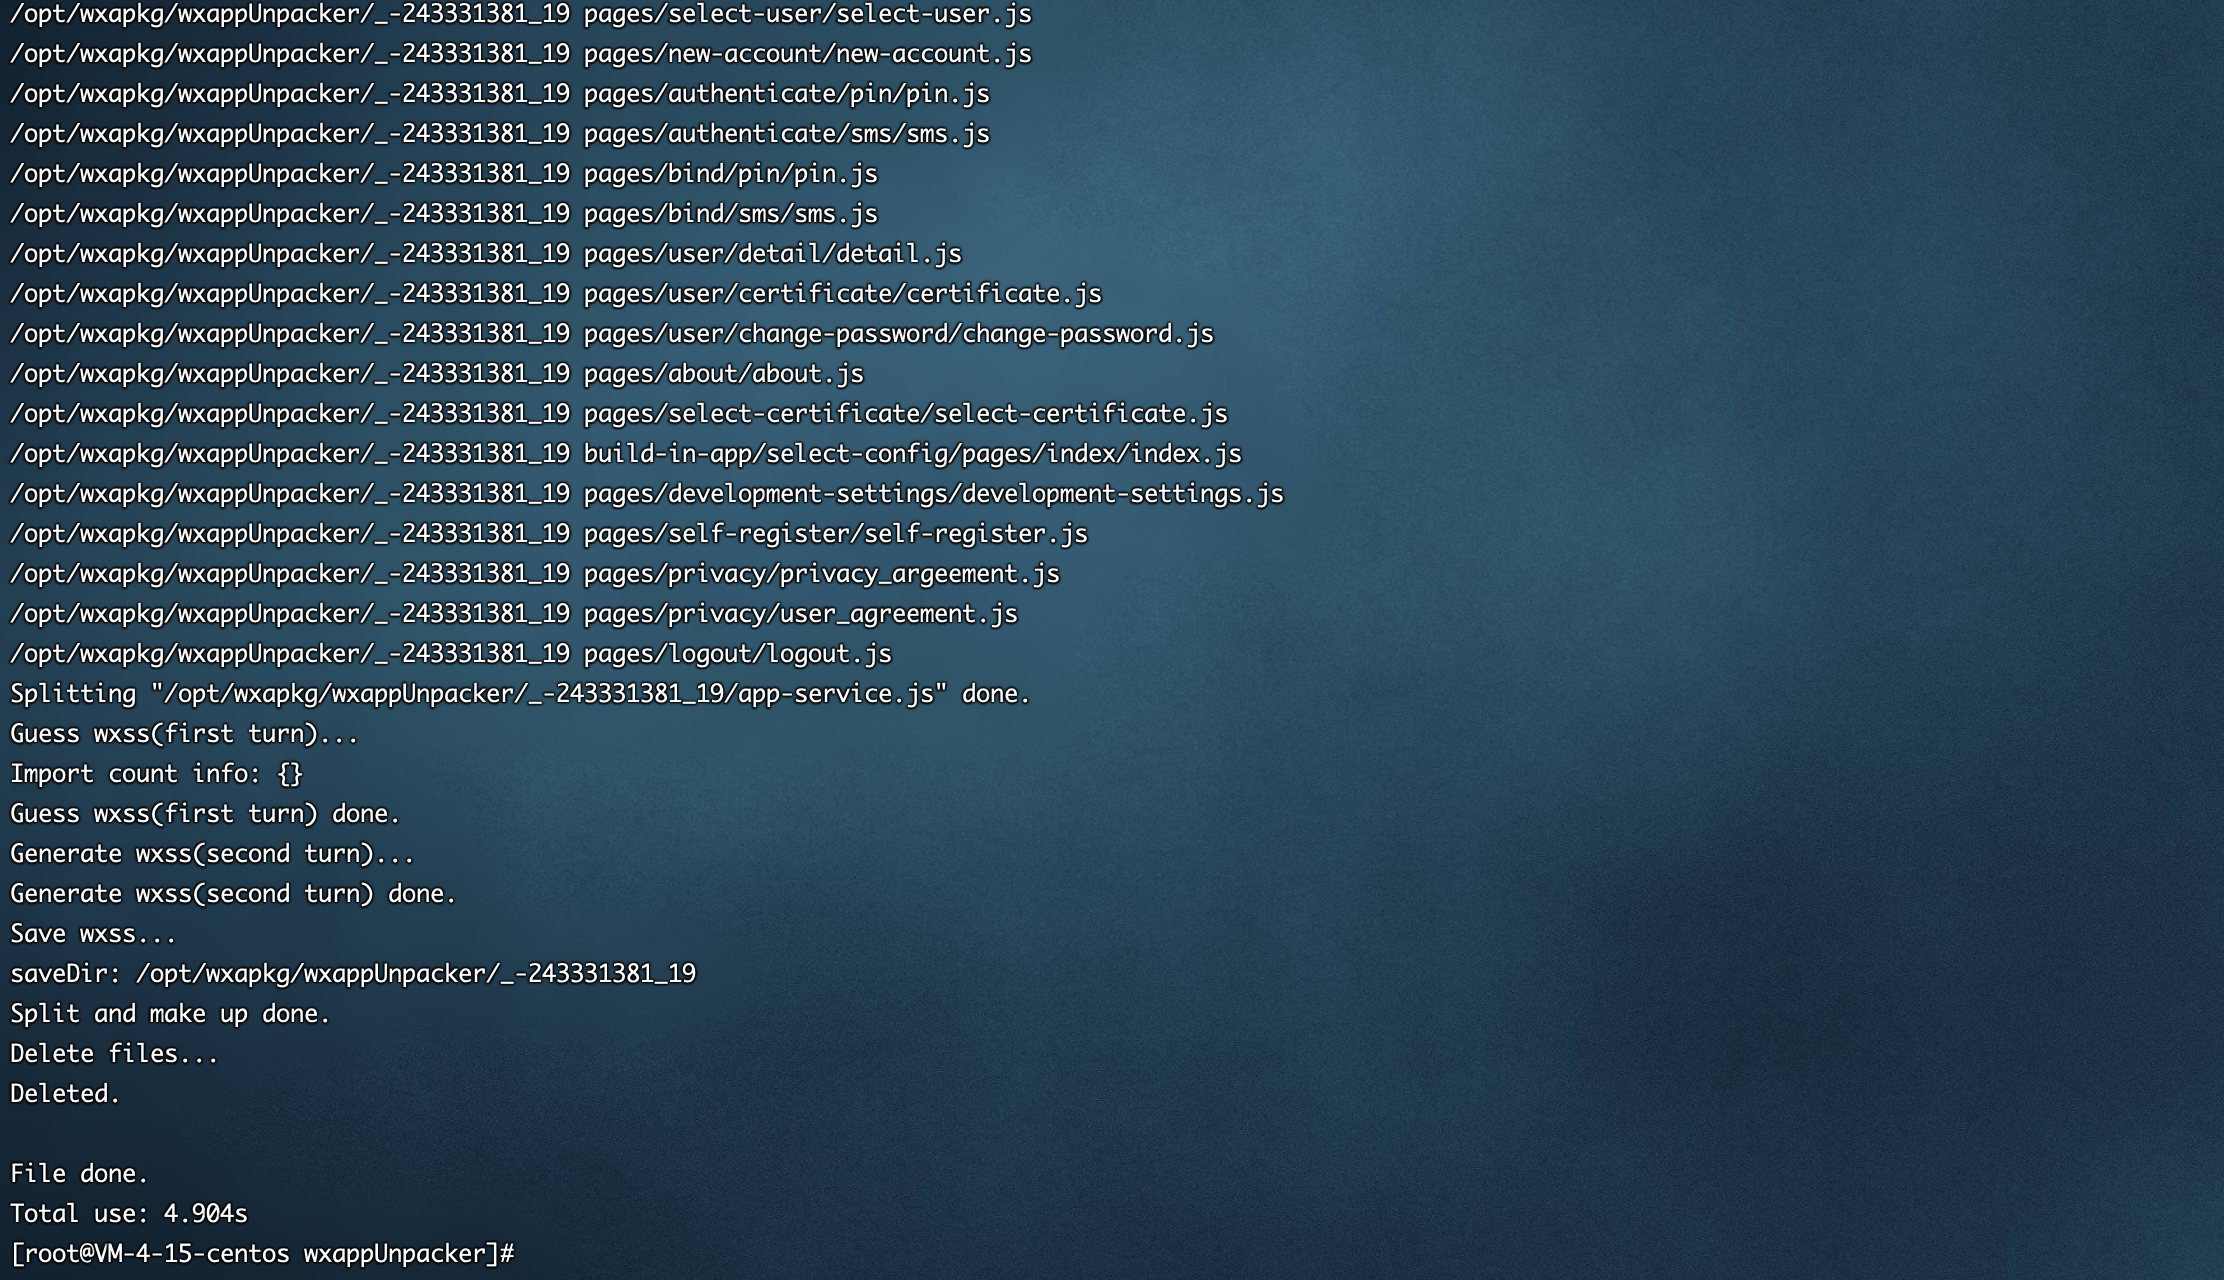 /opt/wxapkg/wxappUnpacker/_-243331381_19 pages/select-user/select-user.js
/opt/wxapkg/wxappUnpacker/_-243331381_19 pages/new-account/new-account.js
/opt/wxapkg/wxappUnpacker/_-243331381_19 pages/authenticate/pin/pin.js
/opt/wxapkg/wxappUnpacker/_-243331381_19 pages/authenticate/sms/sms.js
/opt/wxapkg/wxappUnpacker/_-243331381_19 pages/bind/pin/pin.js
/opt/wxapkg/wxappUnpacker/_-243331381_19 pages/bind/sms/sms.js
/opt/wxapkg/wxappUnpacker/_-243331381_19 pages/user/detail/detail.js
/opt/wxapkg/wxappUnpacker/_-243331381_19 pages/user/certificate/certificate.js
/opt/wxapkg/wxappUnpacker/_-243331381_19 pages/user/change-password/change-password.js
/opt/wxapkg/wxappUnpacker/_-243331381_19 pages/about/about.js
/opt/wxapkg/wxappUnpacker/_-243331381_19 pages/select-certificate/select-certificate.js
/opt/wxapkg/wxappUnpacker/_-243331381_19 build-in-app/select-config/pages/index/index.js
/opt/wxapkg/wxappUnpacker/_-243331381_19 pages/development-settings/development-settings.js
/opt/wxapkg/wxappUnpacker/_-243331381_19 pages/self-register/self-register.js
/opt/wxapkg/wxappUnpacker/_-243331381_19 pages/privacy/privacy_argeement.js
/opt/wxapkg/wxappUnpacker/_-243331381_19 pages/privacy/user_agreement.js
/opt/wxapkg/wxappUnpacker/_-243331381_19 pages/logout/logout.js
Splitting "/opt/wxapkg/wxappUnpacker/_-243331381_19/app-service.js" done.
Guess wxss(first turn)...
Import count info: {}
Guess wxss(first turn) done.
Generate wxss(second turn)...
Generate wxss(second turn) done.
Save wxss...
saveDir: /opt/wxapkg/wxappUnpacker/_-243331381_19
Split and make up done.
Delete files...
Deleted.
File done.
Total use: 4.904s
[root@VM-4-15-centos wxappUnpacker]#